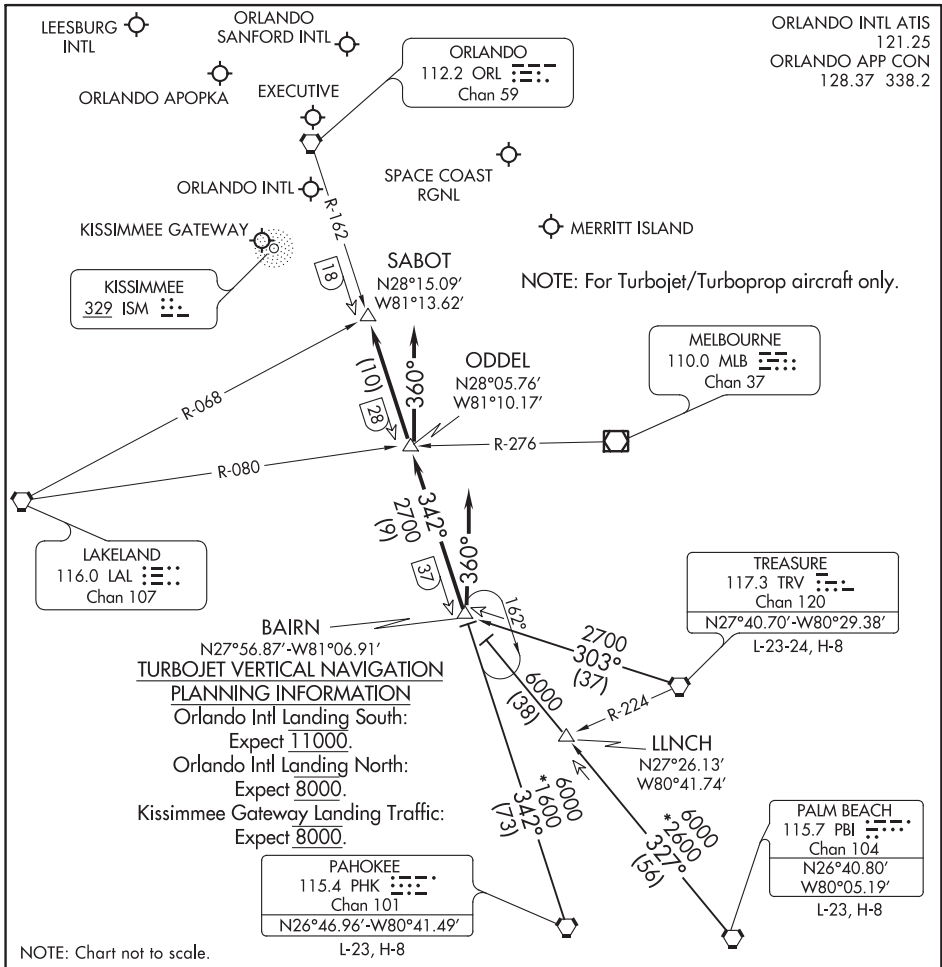 LEESBURG
INTL
ORLANDO
SANFORD INTL
ORLANDO INTL ATIS
121.25
ORLANDO APP CON
128.37 338.2
ORLANDO
112.2 ORL
Chan 59
ORLANDO APOPKA
EXECUTIVE
SPACE COAST
RGNL
ORLANDO INTL
R-162
KISSIMMEE GATEWAY
MERRITT ISLAND
SABOT
N28°15.09'
W81°13.62'
NOTE: For Turbojet/Turboprop aircraft only.
KISSIMMEE
329 ISM
18
MELBOURNE
110.0 MLB
Chan 37
ODDEL
N28°05.76'
W81°10.17'
(10)
360°
28
R-068
R-276
R-080
342°
2700
(9)
LAKELAND
116.0 LAL
Chan 107
37
360°
TREASURE
117.3 TRV
Chan 120
N27°40.70'-W80°29.38'
L-23-24, H-8
162°
BAIRN
N27°56.87'-W81°06.91'
2700
303°
(37)
TURBOJET VERTICAL NAVIGATION
PLANNING INFORMATION
Orlando Intl Landing South:
Expect 11000.
Orlando Intl Landing North:
Expect 8000.
Kissimmee Gateway Landing Traffic:
Expect 8000.
6000
(38)
R-224
LLNCH
N27°26.13'
W80°41.74'
6000
*1600
342°
(73)
6000
*2600
327°
(56)
PALM BEACH
115.7 PBI
Chan 104
N26°40.80'
W80°05.19'
L-23, H-8
PAHOKEE
115.4 PHK
Chan 101
N26°46.96'-W80°41.49'
L-23, H-8
NOTE: Chart not to scale.